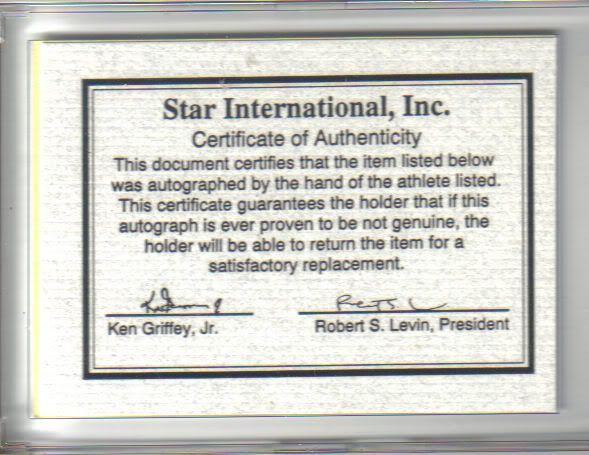 Star International, Inc.
Certificate of Authenticity
This document certifies that the item listed below
was autographed by the hand of the athlete listed.
This certificate guarantees the holder that if this
autograph is ever proven to be not genuine, the
holder will be able to return the item for a
satisfactory replacement.
Ken Griffey, Jr.
Robert S. Levin, President